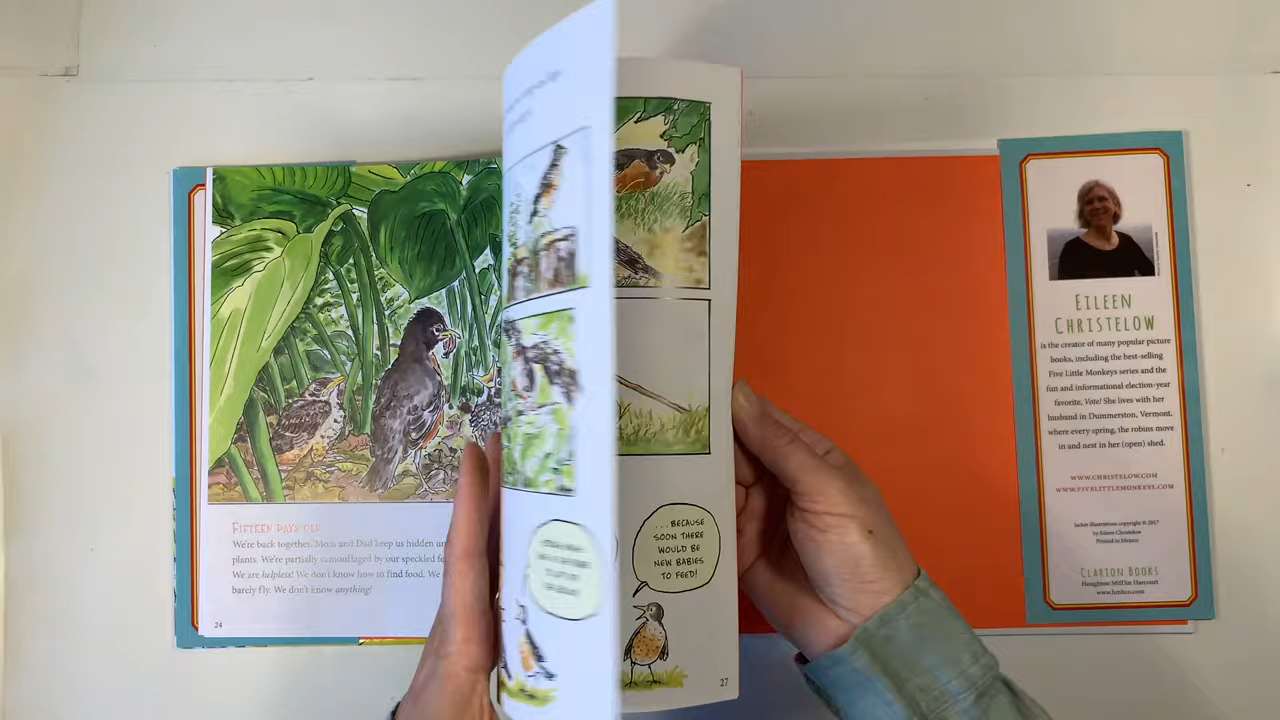 FIFTEEN DAYS OLD
We're back together. Mom and Dad keep us hidden un
plants. We're partially camouflaged by our speckled fe
We are helpless! We don't know how to find food. We
barely fly. We don't know anything!
24
...BECAUSE
SOON THERE
WOULD BE
NEW BABIES
TO FEED!
27
EILEEN
CHRISTELOW
is the creator of many popular picture
books, including the best-selling
Five Little Monkeys series and the
fun and informational election-year
favorite, Vote! She lives with her
husband in Dummerston, Vermont,
where every spring, the robins move
in and nest in her (open) shed.
WWW.CHRISTELOW.COM
WWW.FIVELITTLEMONKEYS.COM
Jacket illustrations copyright © 2017
by Eileen Christelow
Printed in Mexico
CLARION BOOKS
Houghton Mifflin Harcourt
www.hmhco.com